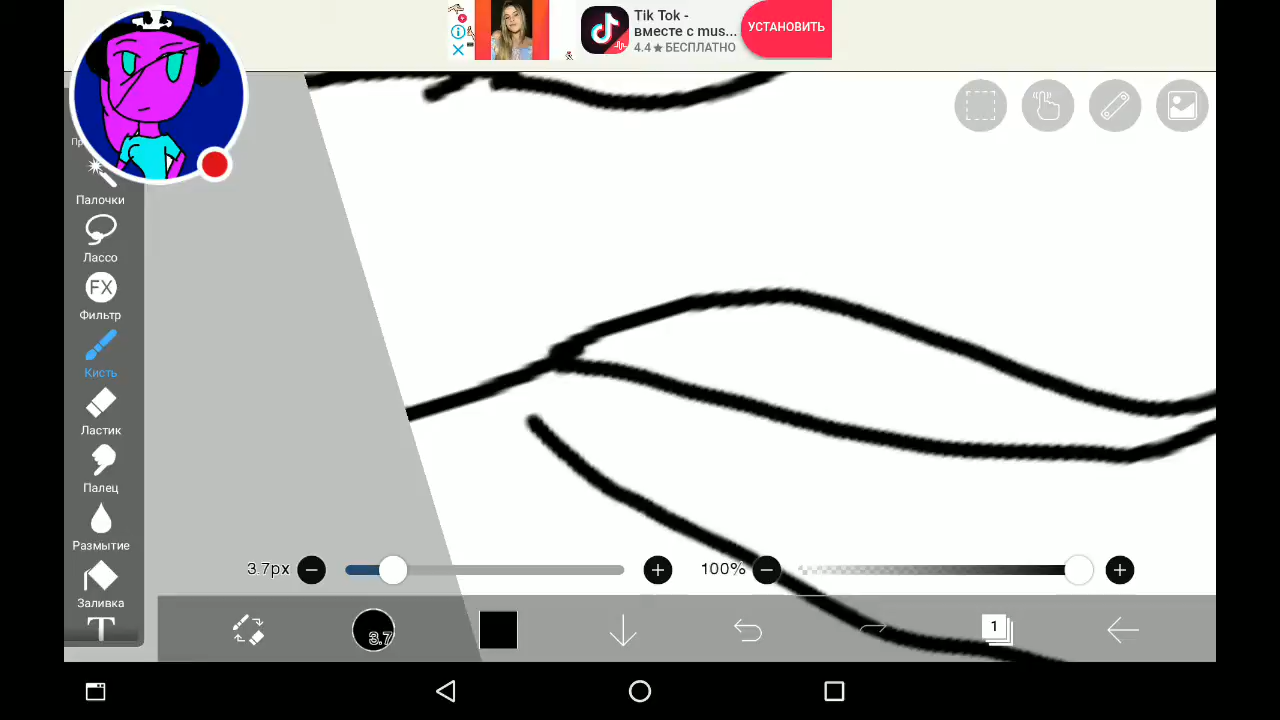 Tik Tok -
вместе с mus...
4.4★БЕСПЛАТНО
УСТАНОВИТЬ
Палочки
Лассо
FX
Фильтр
Кисть
Ластик
Палец
Размытие
Заливка
T
3.7px
100%
3.7
1